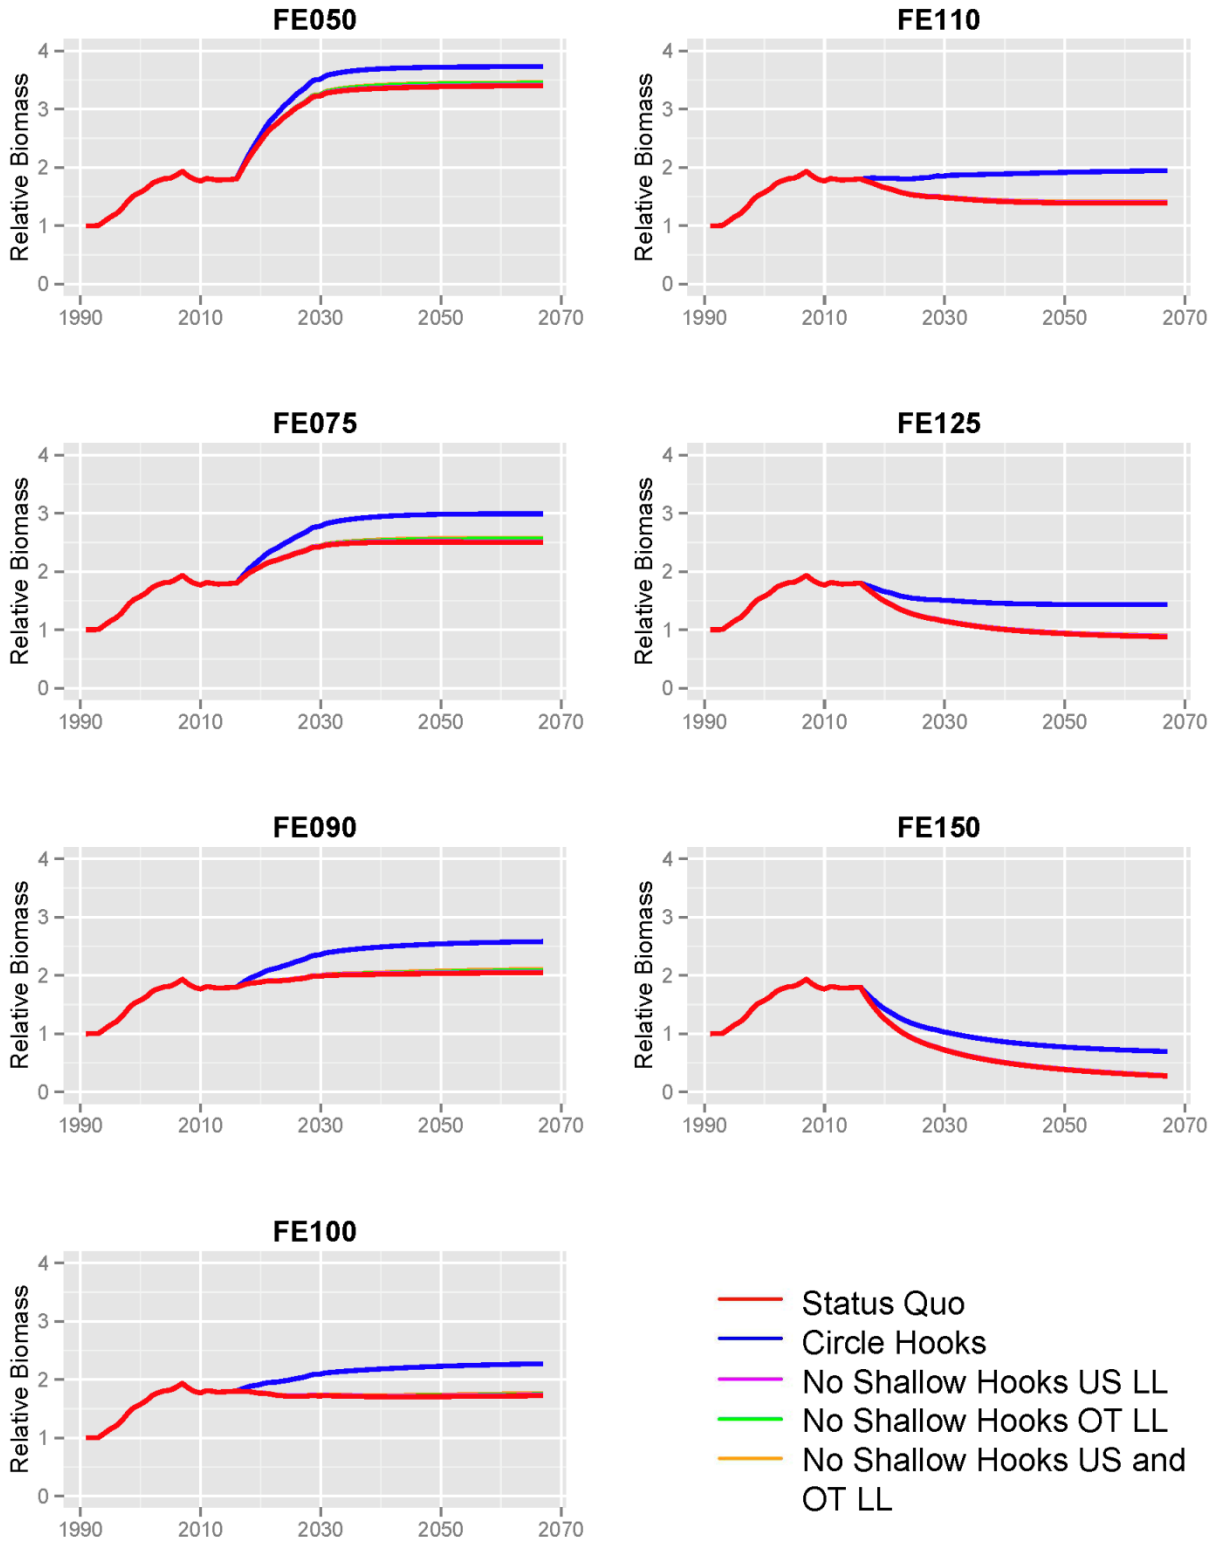 FE050
Relative Biomass
4
3
2
1
0
1990 2010 2030 2050 2070
FE110
Relative Biomass
4
3
2
1
0
1990 2010 2030 2050 2070
FE075
Relative Biomass
4
3
2
1
0
1990 2010 2030 2050 2070
FE125
Relative Biomass
4
3
2
1
0
1990 2010 2030 2050 2070
FE090
Relative Biomass
4
3
2
1
0
1990 2010 2030 2050 2070
FE150
Relative Biomass
4
3
2
1
0
1990 2010 2030 2050 2070
FE100
Relative Biomass
4
3
2
1
0
1990 2010 2030 2050 2070
Status Quo
Circle Hooks
No Shallow Hooks US LL
No Shallow Hooks OT LL
No Shallow Hooks US and
OT LL